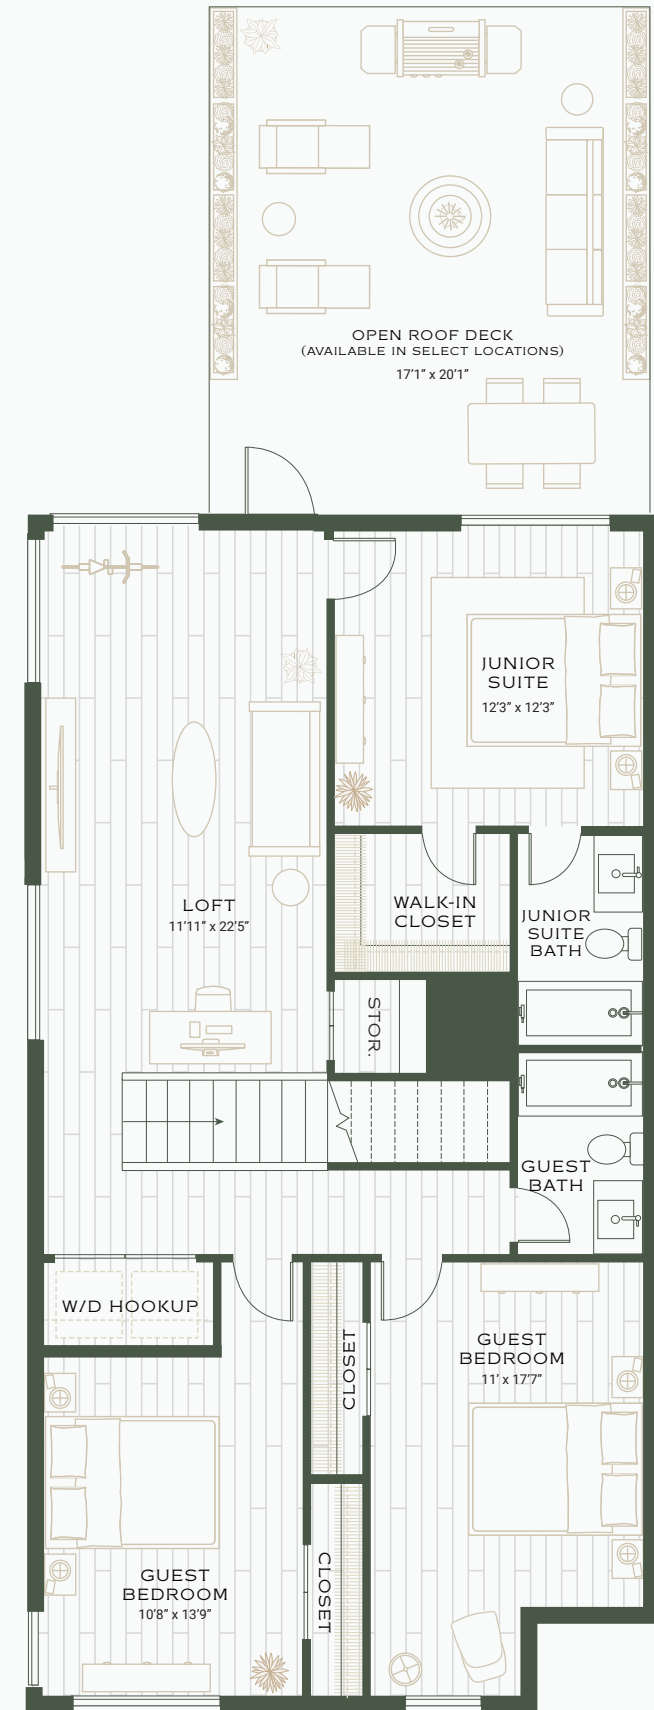 OPEN ROOF DECK
(AVAILABLE IN SELECT LOCATIONS)
17'1" x 20'1"
JUNIOR
SUITE
12'3" x 12'3"
LOFT
11'11" x 22'5"
WALK-IN
CLOSET
JUNIOR
SUITE
BATH
STOR.
GUEST
BATH
W/D HOOKUP
CLOSET
GUEST
BEDROOM
11' x 17'7"
GUEST
BEDROOM
10'8" x 13'9"
CLOSET